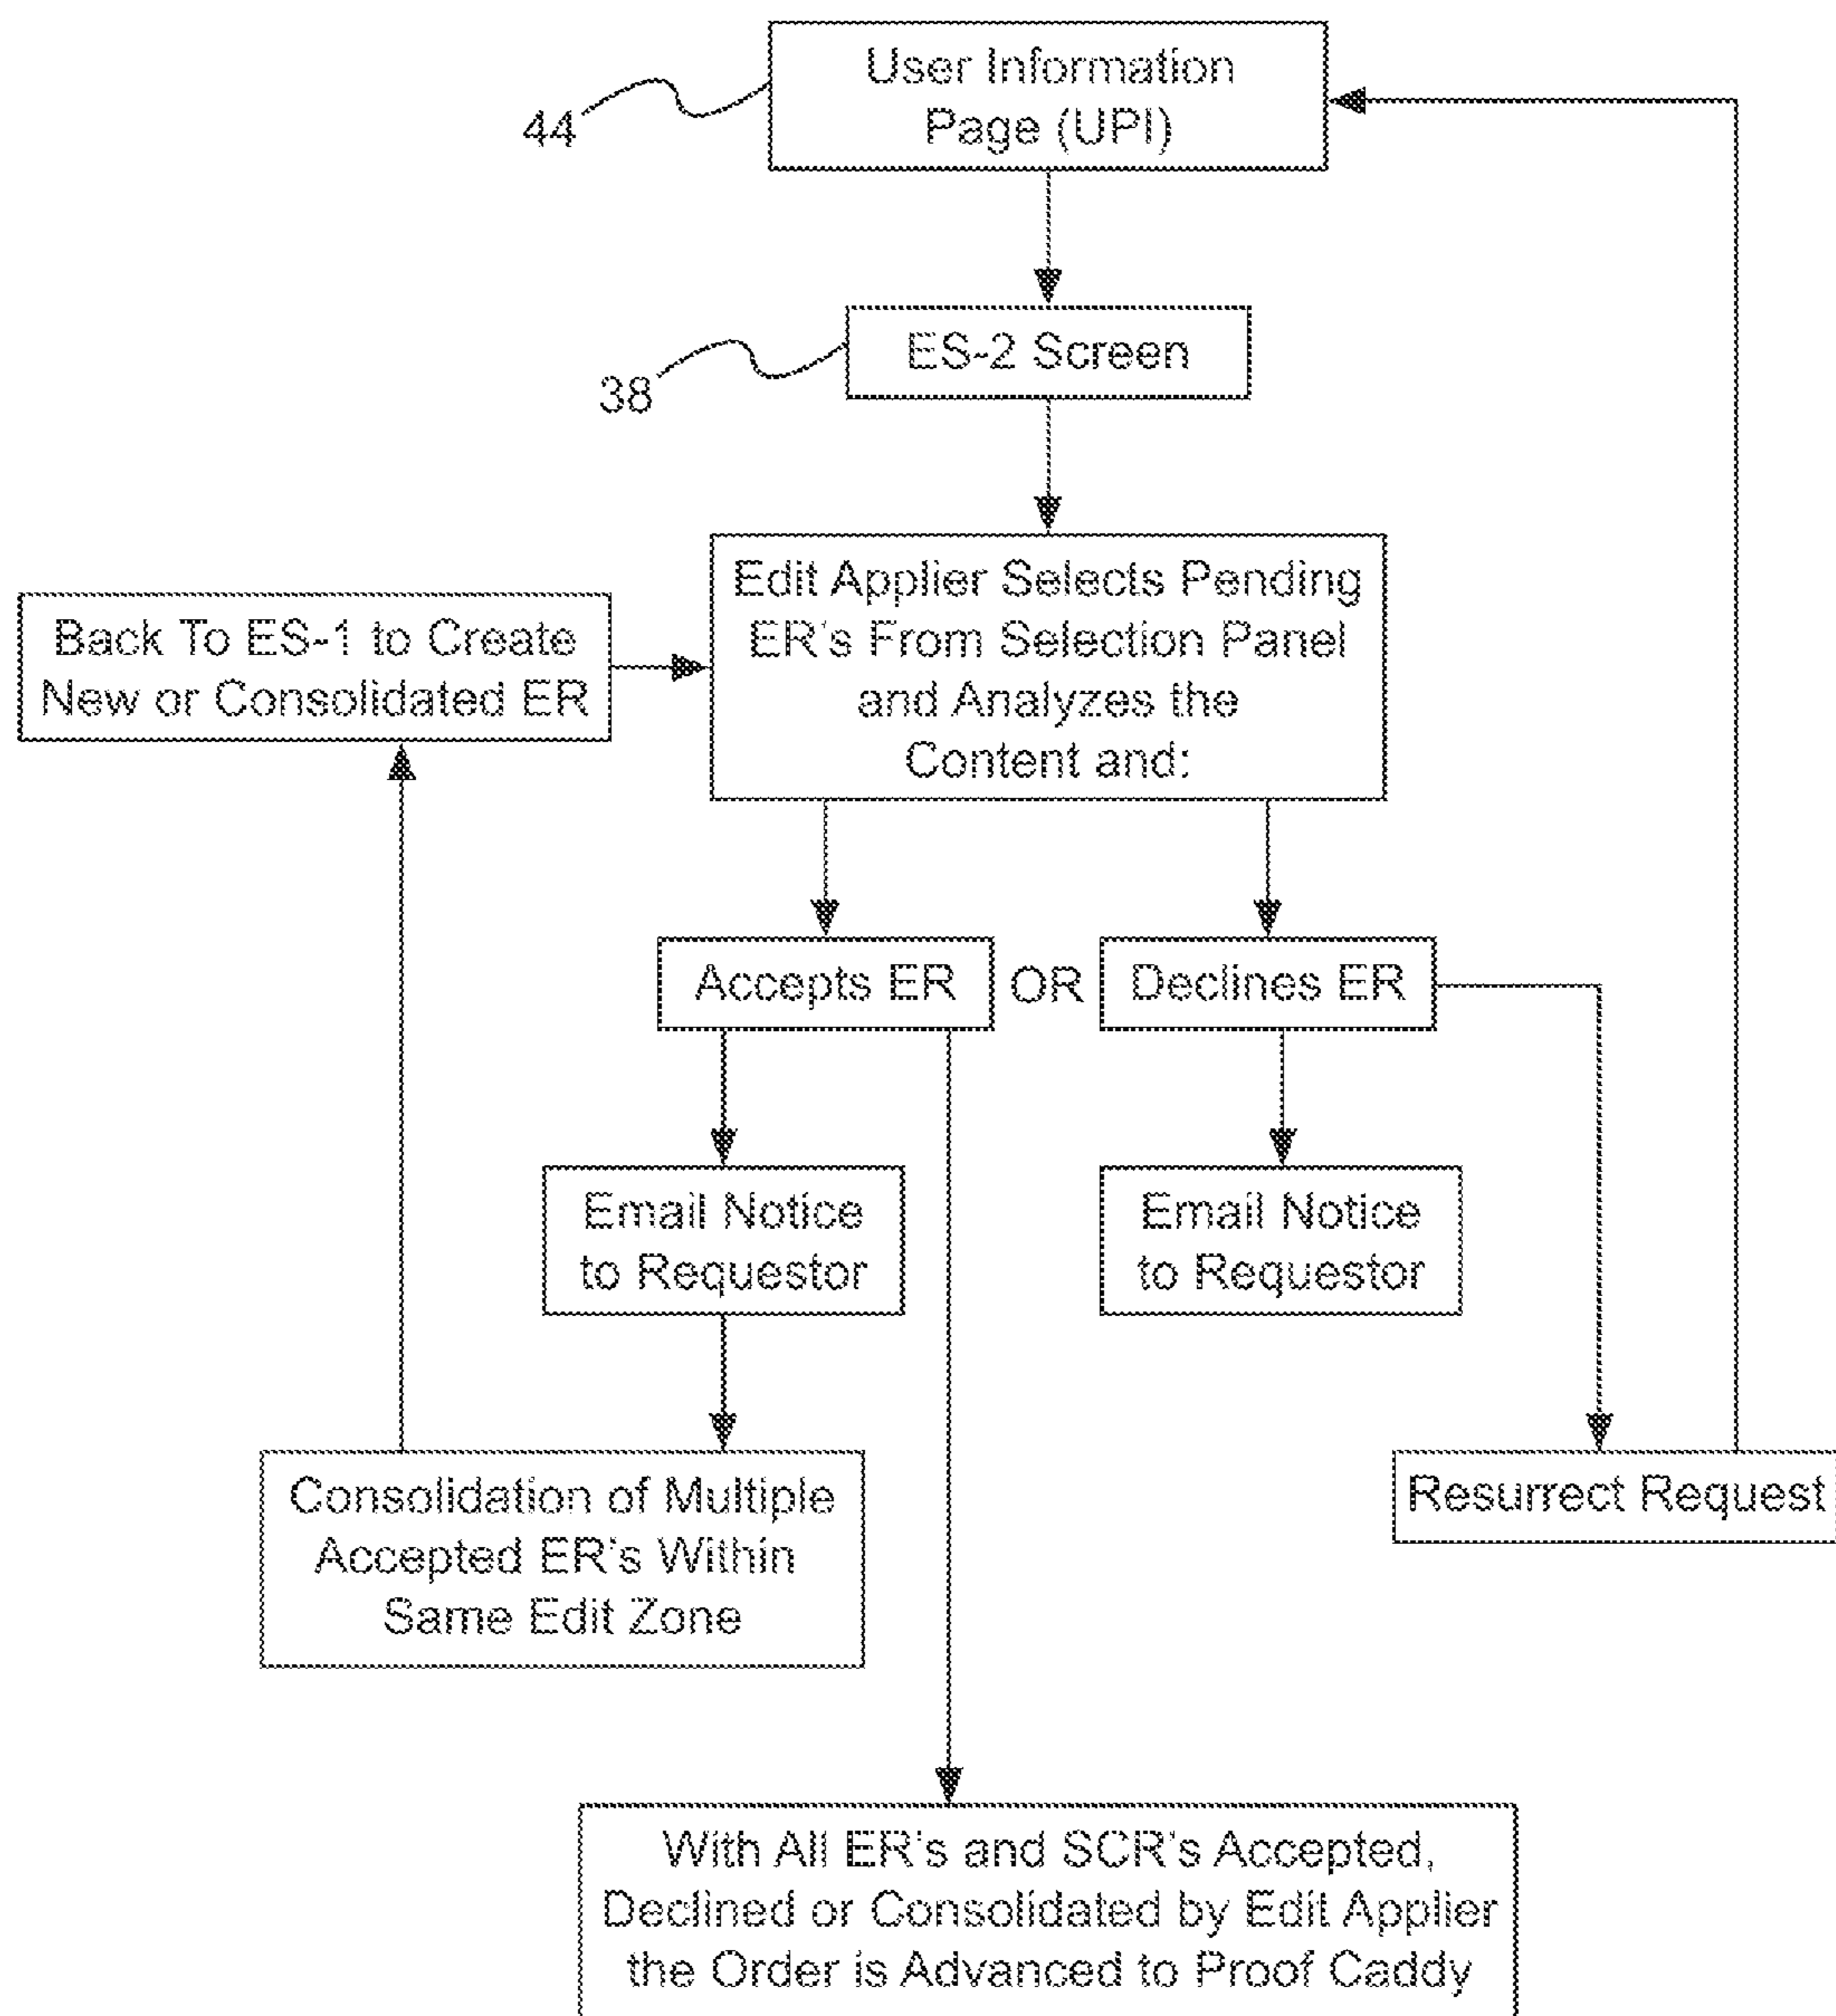 User Information
Page (UPI)
44
ES-2 Screen
38
Edit Applier Selects Pending
ER's From Selection Panel
and Analyzes the
Content and:
Back To ES-1 to Create
New or Consolidated ER
Accepts ER
OR
Declines ER
Email Notice
to Requestor
Email Notice
to Requestor
Consolidation of Multiple
Accepted ER's Within
Same Edit Zone
Resurrect Request
With All ER's and SCR's Accepted,
Declined or Consolidated by Edit Applier
the Order is Advanced to Proof Caddy